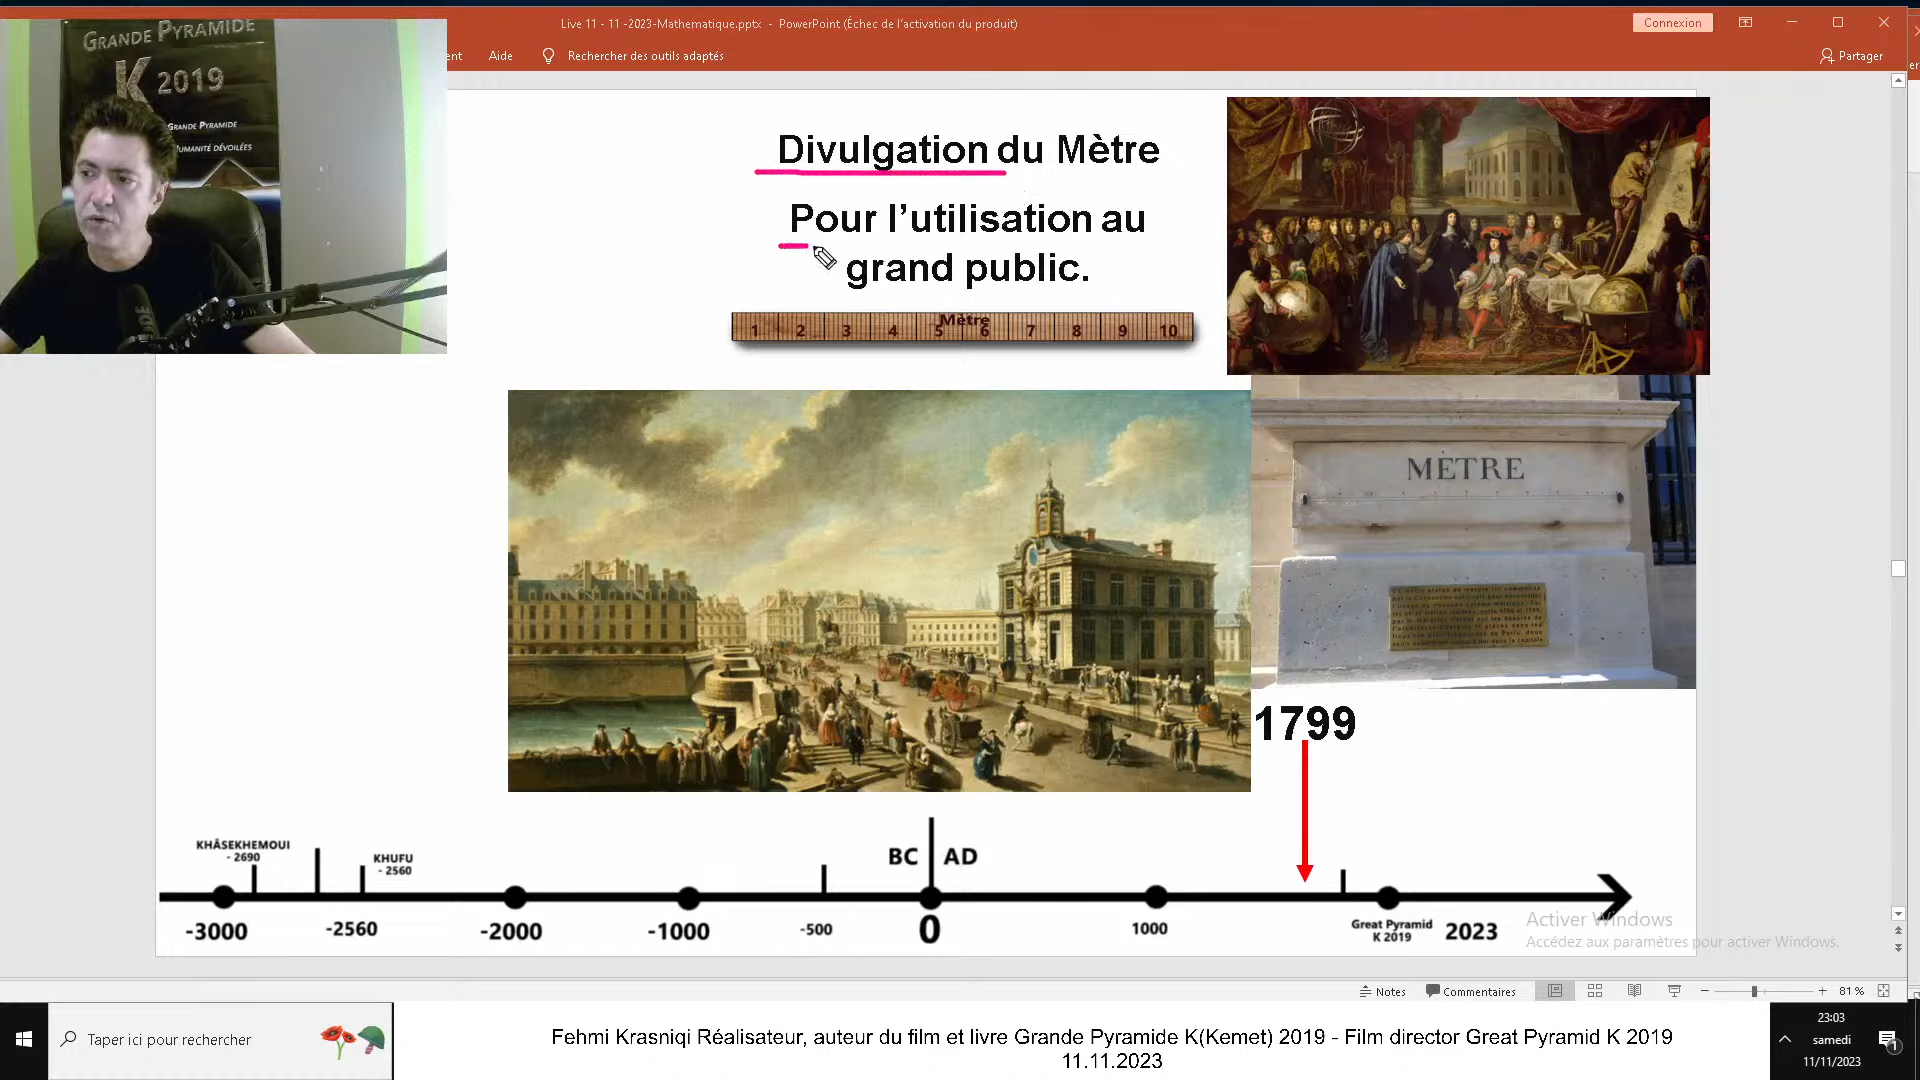 Live 11 - 11 -2023-Mathematique.pptx - PowerPoint (Échec de l'activation du produit)
Connexion
ent
Aide
Rechercher des outils adaptés
Partager
GRANDE PYRAMIDE
K 2019
GRANDE PYRAMIDE
HUMANITÉ DÉVOILÉES
Divulgation du Mètre
Pour l’utilisation au
grand public.
Mètre
1 2 3 4 5 6 7 8 9 10
MÈTRE
1799
KHÂSEKHEMOUI
- 2690
KHUFU
- 2560
BC AD
-3000
-2560
-2000
-1000
-500
0
1000
Great Pyramid
K 2019
2023
Activer Windows
Accédez aux paramètres pour activer Windows.
Notes
Commentaires
81 %
Taper ici pour rechercher
Fehmi Krasniqi Réalisateur, auteur du film et livre Grande Pyramide K(Kemet) 2019 - Film director Great Pyramid K 2019
11.11.2023
23:03
samedi
11/11/2023
1